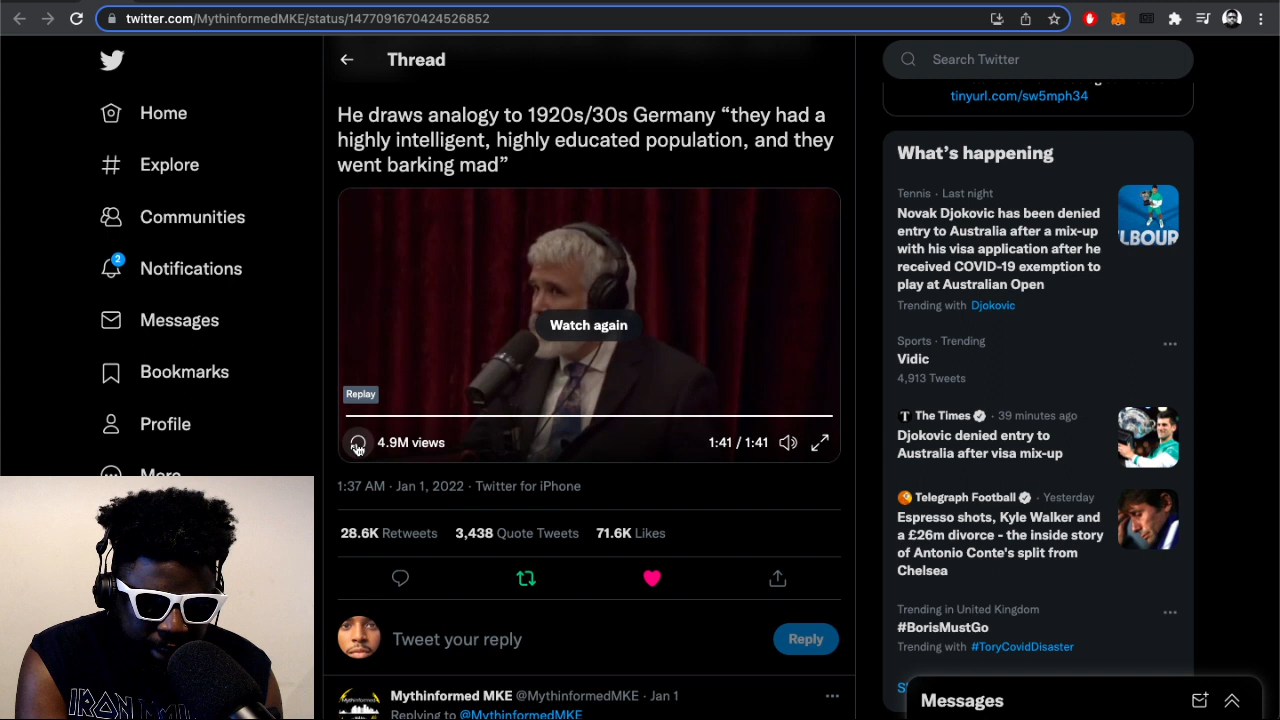 twitter.com/MythinformedMKE/status/1477091670424526852
Home
Explore
Communities
2
Notifications
Messages
Bookmarks
Profile
More
Thread
He draws analogy to 1920s/30s Germany “they had a
highly intelligent, highly educated population, and they
went barking mad”
Watch again
Replay
4.9M views
1:41 / 1:41
1:37 AM · Jan 1, 2022 · Twitter for iPhone
28.6K Retweets 3,438 Quote Tweets 71.6K Likes
Tweet your reply
Reply
Mythinformed MKE @MythinformedMKE · Jan 1
Replying to @MythinformedMKE
Search Twitter
tinyurl.com/sw5mph34
What’s happening
Tennis · Last night
Novak Djokovic has been denied
entry to Australia after a mix-up
with his visa application after he
received COVID-19 exemption to
play at Australian Open
Trending with Djokovic
Sports · Trending
Vidic
4,913 Tweets
The Times · 39 minutes ago
Djokovic denied entry to
Australia after visa mix-up
Telegraph Football · Yesterday
Espresso shots, Kyle Walker and
a £26m divorce - the inside story
of Antonio Conte's split from
Chelsea
Trending in United Kingdom
#BorisMustGo
Trending with #ToryCovidDisaster
Messages
IRON